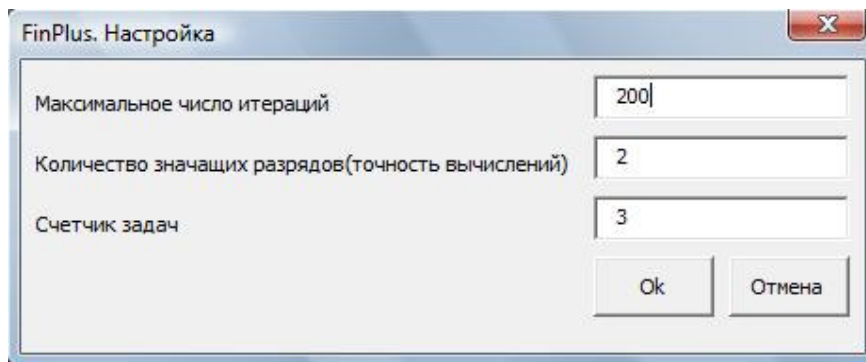 FinPlus. Настройка
Максимальное число итераций 200
Количество значащих разрядов(точность вычислений) 2
Счетчик задач 3
Ok Отмена